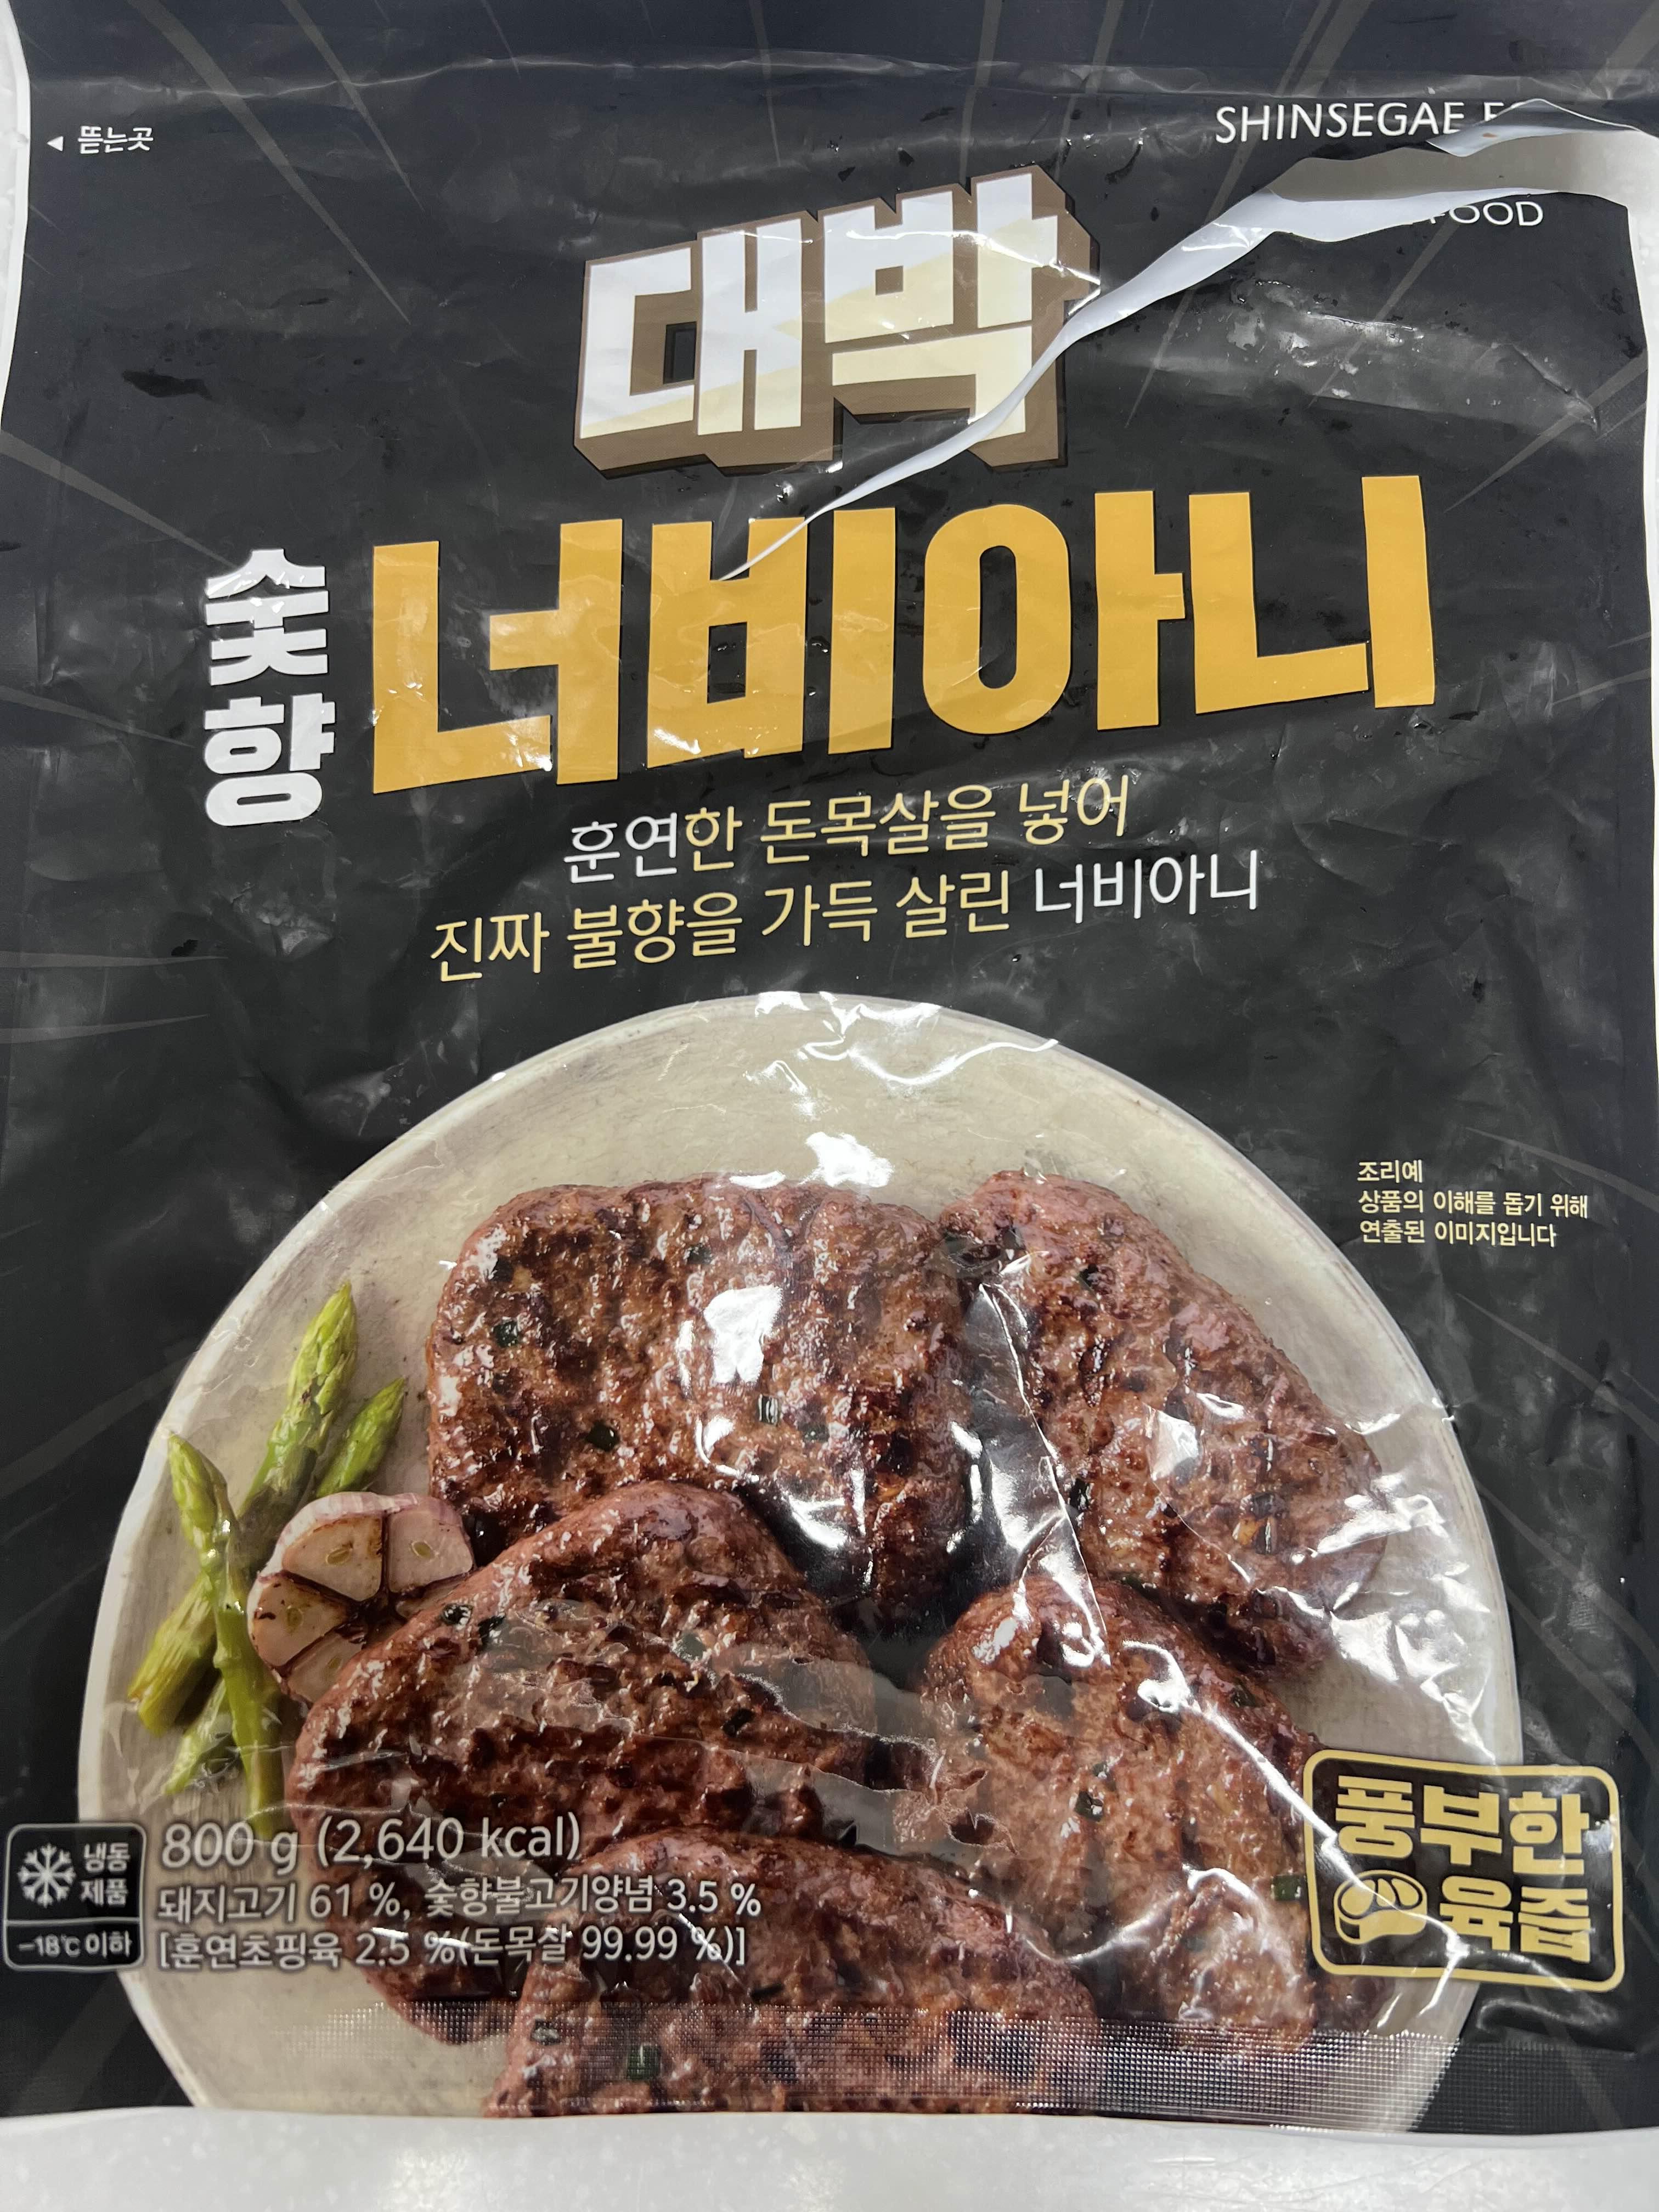 뜯는곳
SHINSEGAE
FOOD
대박
숯향
너비아니
훈연한 돈목살을 넣어
진짜 불향을 가득 살린 너비아니
조리예
상품의 이해를 돕기 위해
연출된 이미지입니다
풍부한
육즙
냉동
제품
-18℃ 이하
800 g (2,640 kcal)
돼지고기 61 %, 숯향불고기양념 3.5 %
[훈연초핑육 2.5 %(돈목살 99.99 %)]